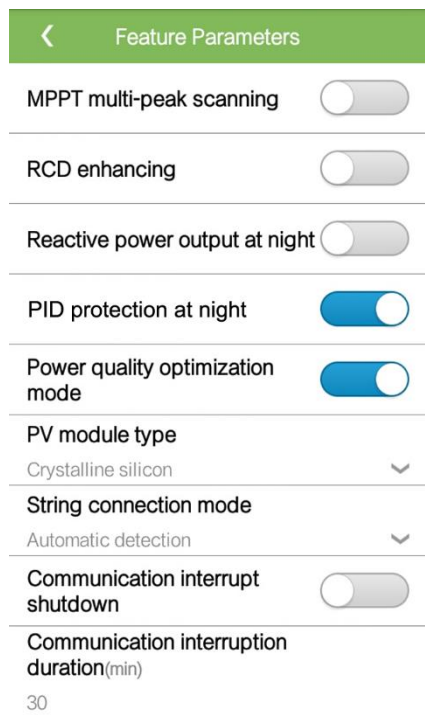 Feature Parameters
MPPT multi-peak scanning
RCD enhancing
Reactive power output at night
PID protection at night
Power quality optimization
mode
PV module type
Crystalline silicon
String connection mode
Automatic detection
Communication interrupt
shutdown
Communication interruption
duration(min)
30